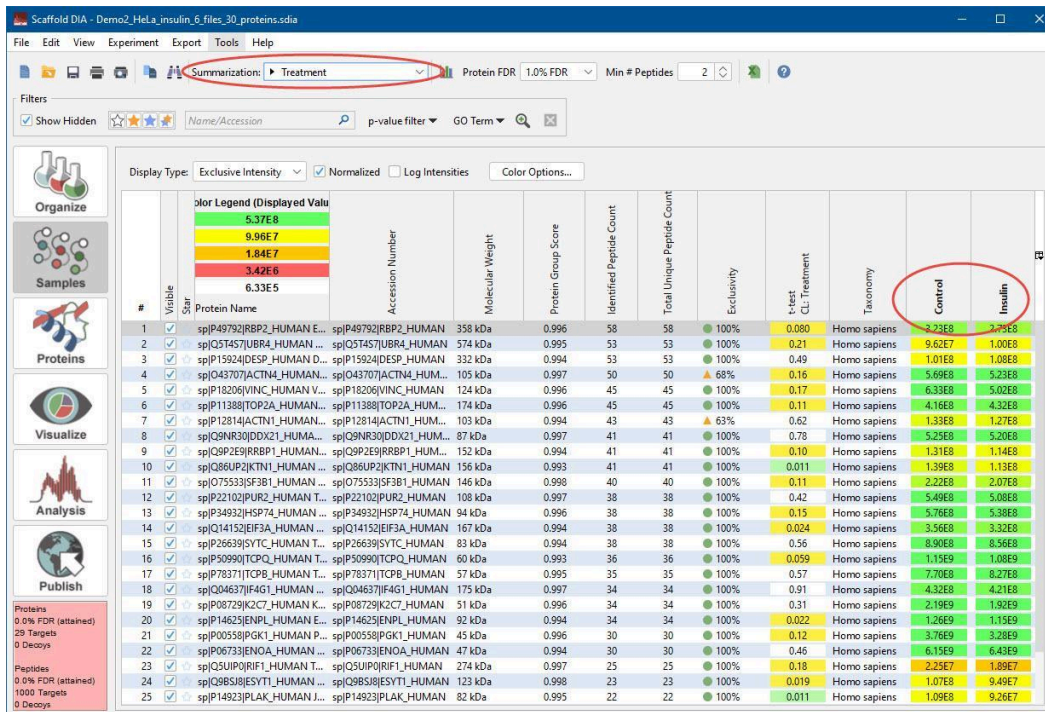 Scaffold DIA - Demo2_HeLa_insulin_6_files_30_proteins.sdia
File Edit View Experiment Export Tools Help
Summarization: Treatment Protein FDR 1.0% FDR Min # Peptides 2
Filters
Show Hidden Name/Accession p-value filter GO Term
Organize
Samples
Proteins
Visualize
Analysis
Publish
Proteins
0.0% FDR (attained)
29 Targets
0 Decoys
Peptides
0.0% FDR (attained)
1000 Targets
0 Decoys
Display Type: Exclusive Intensity Normalized Log Intensities Color Options...
olor Legend (Displayed Valu
5.37E8
9.96E7
1.84E7
3.42E6
6.33E5
# Visible Star Protein Name Accession Number Molecular Weight Protein Group Score Identified Peptide Count Total Unique Peptide Count Exclusivity t-test CL: Treatment Taxonomy Control Insulin
1 sp|P49792|RBP2_HUMAN E... sp|P49792|RBP2_HUMAN 358 kDa 0.996 58 58 100% 0.080 Homo sapiens 3.23E8 2.75E8
2 sp|Q5T4S7|UBR4_HUMAN ... sp|Q5T4S7|UBR4_HUMAN 574 kDa 0.995 53 53 100% 0.21 Homo sapiens 9.62E7 1.00E8
3 sp|P15924|DESP_HUMAN D... sp|P15924|DESP_HUMAN 332 kDa 0.994 53 53 100% 0.49 Homo sapiens 1.01E8 1.08E8
4 sp|O43707|ACTN4_HUMAN... sp|O43707|ACTN4_HUM... 105 kDa 0.997 50 50 68% 0.16 Homo sapiens 5.69E8 5.23E8
5 sp|P18206|VINC_HUMAN V... sp|P18206|VINC_HUMAN 124 kDa 0.996 45 45 100% 0.17 Homo sapiens 6.33E8 5.02E8
6 sp|P11388|TOP2A_HUMAN... sp|P11388|TOP2A_HUM... 174 kDa 0.996 45 45 100% 0.11 Homo sapiens 4.16E8 4.32E8
7 sp|P12814|ACTN1_HUMAN... sp|P12814|ACTN1_HUM... 103 kDa 0.994 43 43 63% 0.62 Homo sapiens 1.33E8 1.27E8
8 sp|Q9NR30|DDX21_HUMA... sp|Q9NR30|DDX21_HUM... 87 kDa 0.997 41 41 100% 0.78 Homo sapiens 5.25E8 5.20E8
9 sp|Q9P2E9|RRBP1_HUMAN... sp|Q9P2E9|RRBP1_HUM... 152 kDa 0.994 41 41 100% 0.10 Homo sapiens 1.31E8 1.14E8
10 sp|Q86UP2|KTN1_HUMAN ... sp|Q86UP2|KTN1_HUMAN 156 kDa 0.993 41 41 100% 0.011 Homo sapiens 1.39E8 1.13E8
11 sp|O75533|SF3B1_HUMAN ... sp|O75533|SF3B1_HUMAN 146 kDa 0.998 40 40 100% 0.11 Homo sapiens 2.22E8 2.07E8
12 sp|P22102|PUR2_HUMAN T... sp|P22102|PUR2_HUMAN 108 kDa 0.997 38 38 100% 0.42 Homo sapiens 5.49E8 5.08E8
13 sp|P34932|HSP74_HUMAN ... sp|P34932|HSP74_HUMAN 94 kDa 0.996 38 38 100% 0.15 Homo sapiens 5.76E8 5.38E8
14 sp|Q14152|EIF3A_HUMAN ... sp|Q14152|EIF3A_HUMAN 167 kDa 0.994 38 38 100% 0.024 Homo sapiens 3.56E8 3.32E8
15 sp|P26639|SYTC_HUMAN T... sp|P26639|SYTC_HUMAN 83 kDa 0.994 38 38 100% 0.56 Homo sapiens 8.90E8 8.56E8
16 sp|P50990|TCPQ_HUMAN T... sp|P50990|TCPQ_HUMAN 60 kDa 0.993 36 36 100% 0.059 Homo sapiens 1.15E9 1.08E9
17 sp|P78371|TCPB_HUMAN T... sp|P78371|TCPB_HUMAN 57 kDa 0.995 35 35 100% 0.57 Homo sapiens 7.70E8 8.27E8
18 sp|Q04637|IF4G1_HUMAN ... sp|Q04637|IF4G1_HUMAN 175 kDa 0.997 34 34 100% 0.91 Homo sapiens 4.32E8 4.21E8
19 sp|P08729|K2C7_HUMAN K... sp|P08729|K2C7_HUMAN 51 kDa 0.996 34 34 100% 0.31 Homo sapiens 2.19E9 1.92E9
20 sp|P14625|ENPL_HUMAN E... sp|P14625|ENPL_HUMAN 92 kDa 0.994 34 34 100% 0.022 Homo sapiens 1.26E9 1.15E9
21 sp|P00558|PGK1_HUMAN P... sp|P00558|PGK1_HUMAN 45 kDa 0.996 30 30 100% 0.12 Homo sapiens 3.76E9 3.28E9
22 sp|P06733|ENOA_HUMAN ... sp|P06733|ENOA_HUMAN 47 kDa 0.994 30 30 100% 0.46 Homo sapiens 6.15E9 6.43E9
23 sp|Q5UIP0|RIF1_HUMAN T... sp|Q5UIP0|RIF1_HUMAN 274 kDa 0.997 25 25 100% 0.18 Homo sapiens 2.25E7 1.89E7
24 sp|Q9BSJ8|ESYT1_HUMAN ... sp|Q9BSJ8|ESYT1_HUMAN 123 kDa 0.998 23 23 100% 0.019 Homo sapiens 1.07E8 9.49E7
25 sp|P14923|PLAK_HUMAN J... sp|P14923|PLAK_HUMAN 82 kDa 0.995 22 22 100% 0.011 Homo sapiens 1.09E8 9.26E7